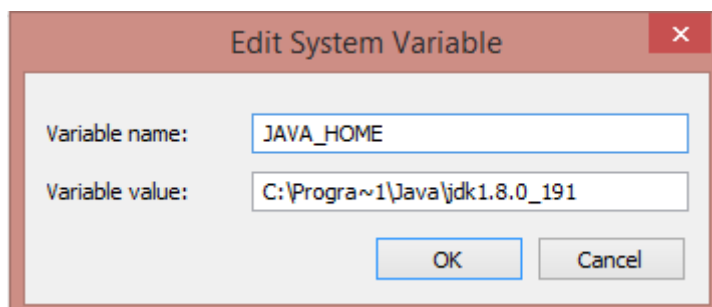 Edit System Variable
Variable name: JAVA_HOME
Variable value: C:\Progra~1\Java\jdk1.8.0_191
OK Cancel